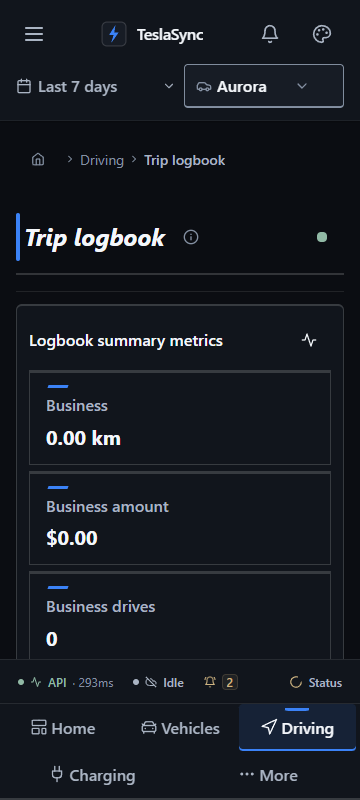 TeslaSync
Last 7 days
Aurora
Driving
Trip logbook
Trip logbook
Logbook summary metrics
Business
0.00 km
Business amount
$0.00
Business drives
0
API · 293ms
Idle
2
Status
Home
Vehicles
Driving
Charging
More